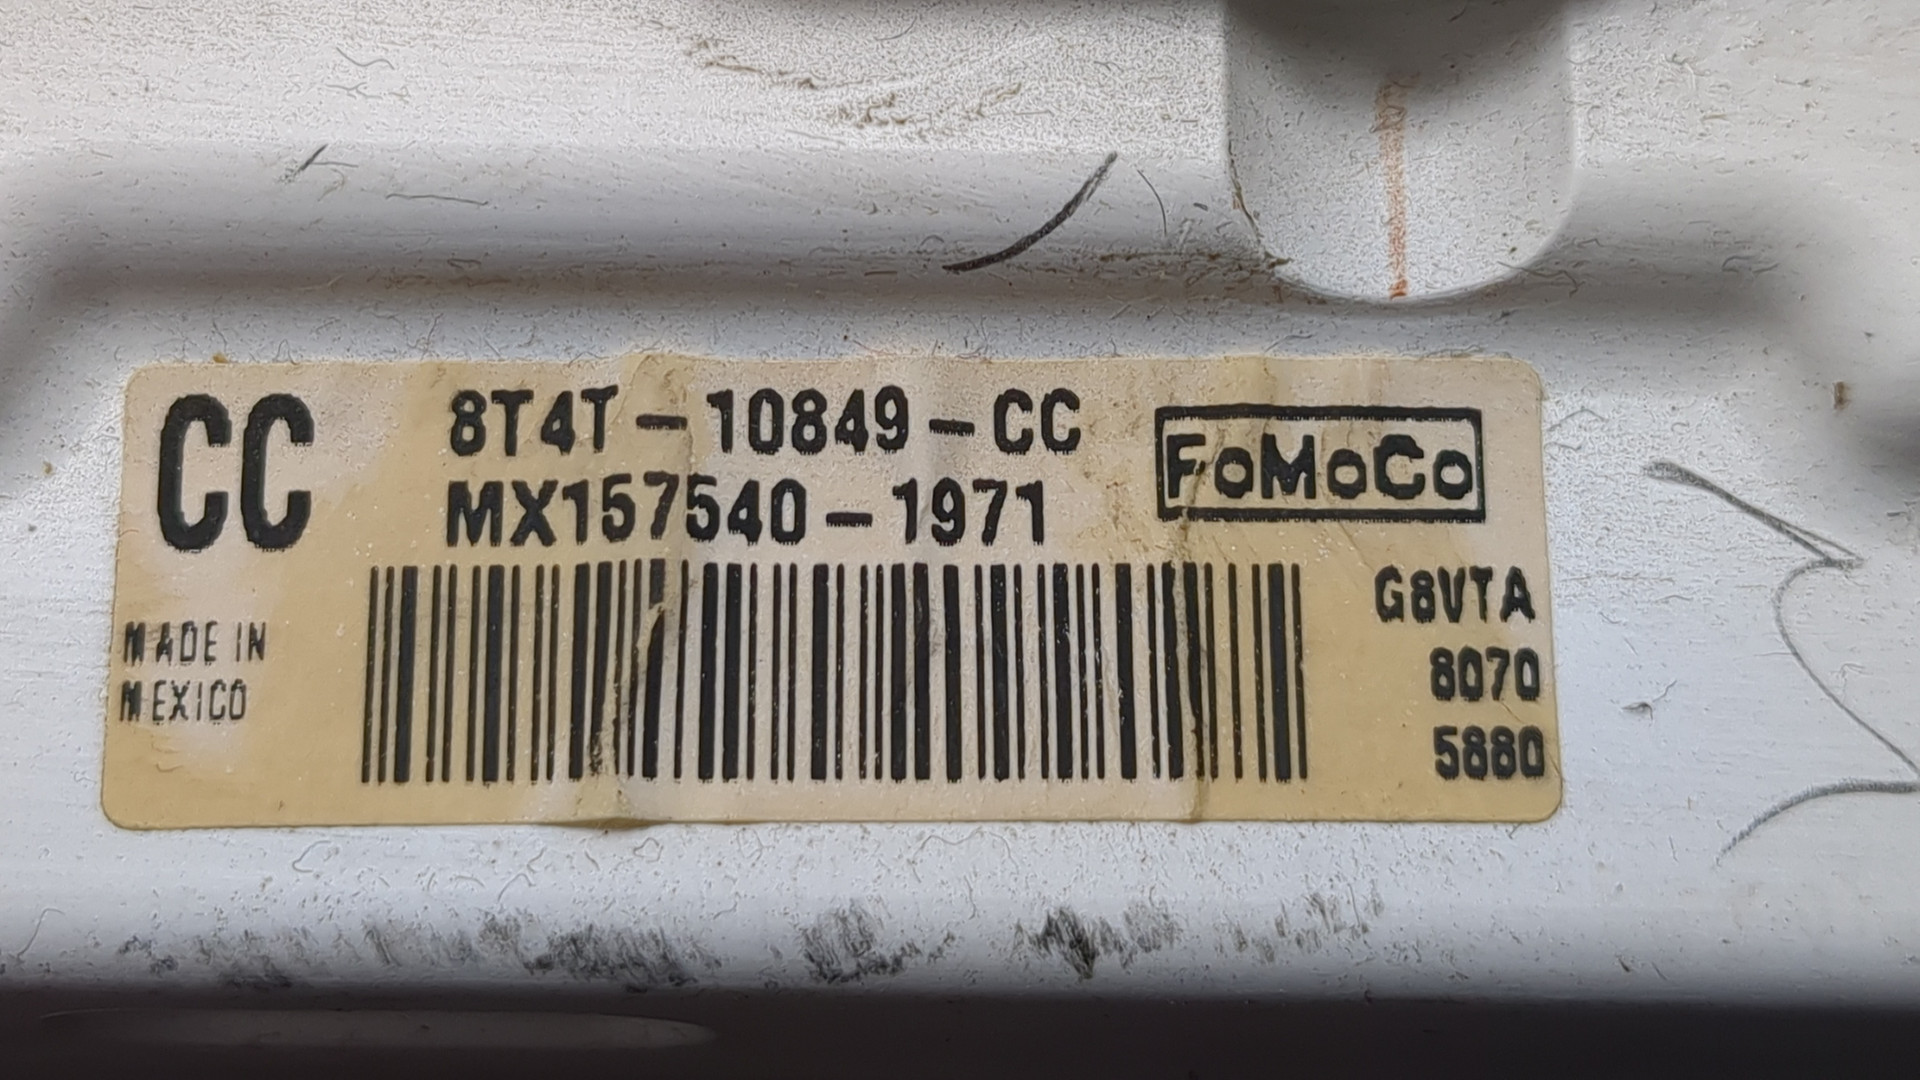 CC
8T4T-10849-CC
MX157540-1971
FoMoCo
MADE IN
MEXICO
G8VTA
8070
5880